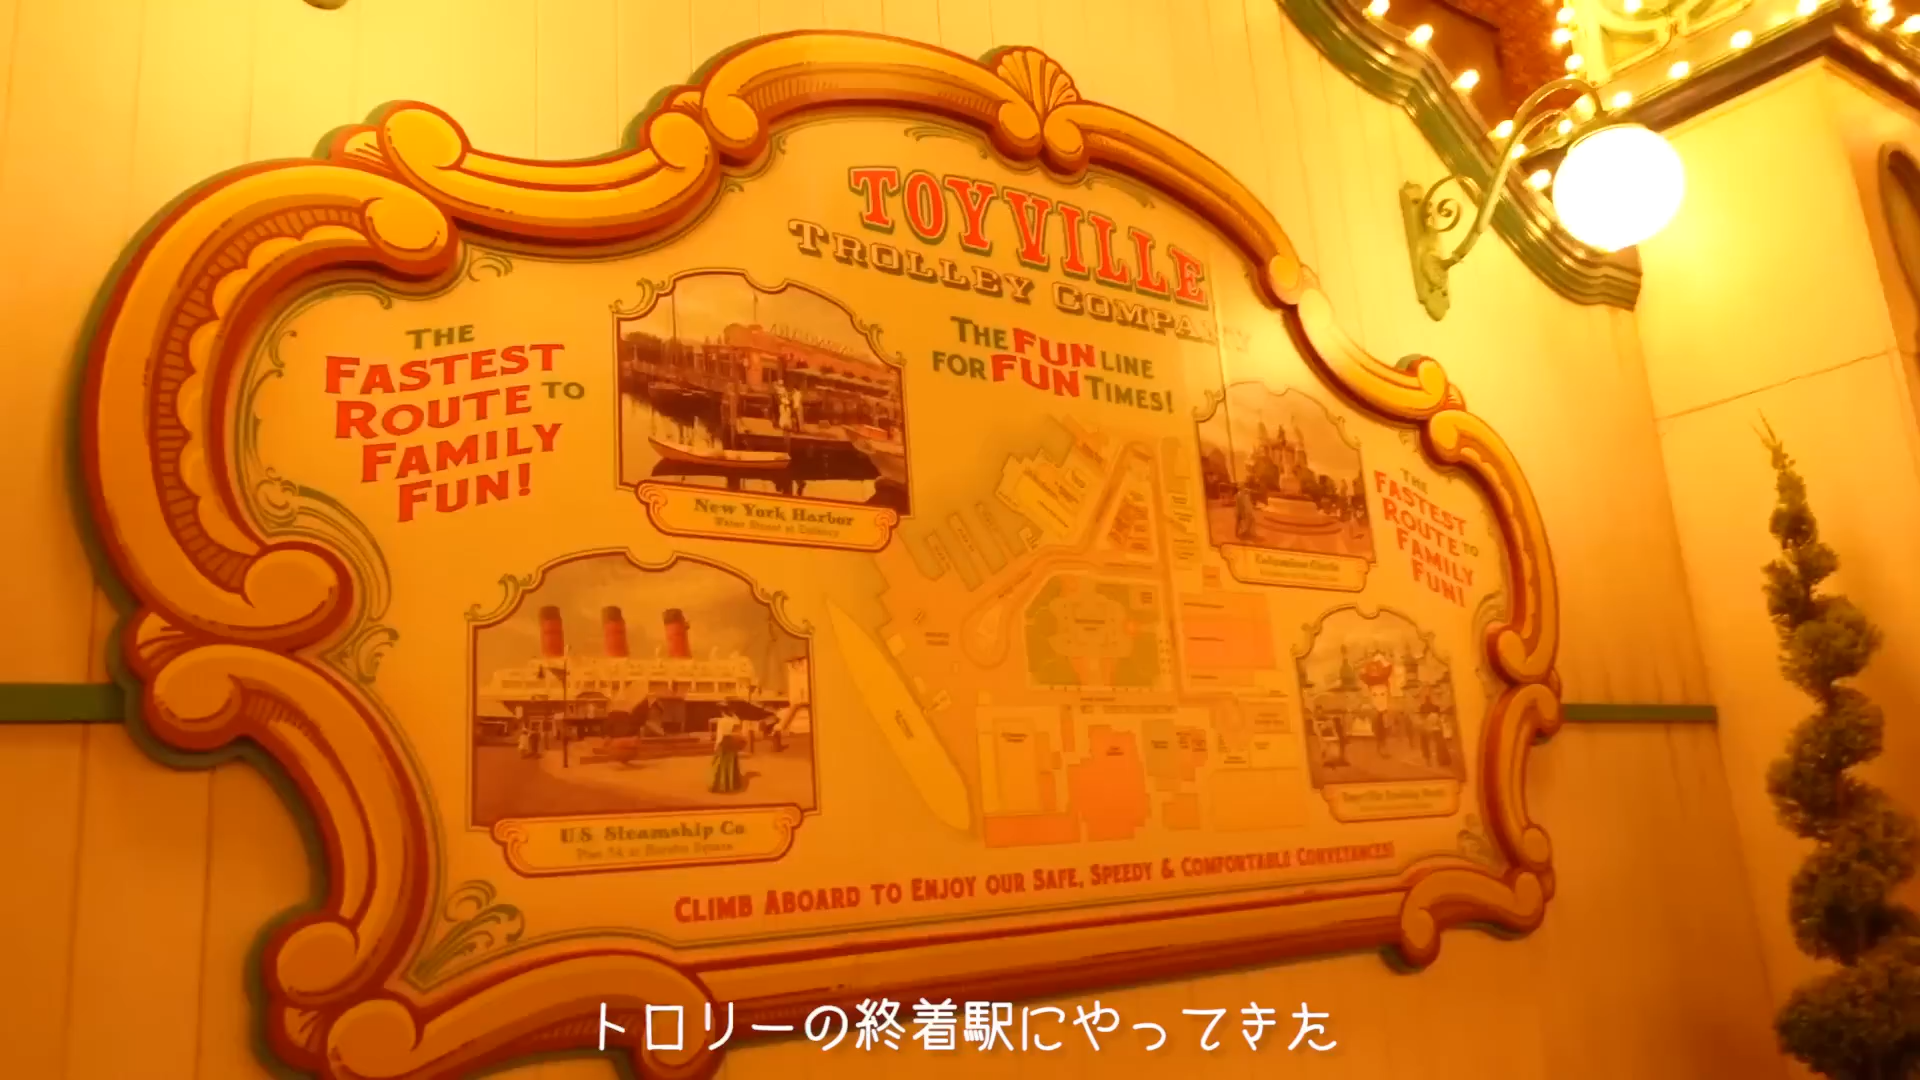 TOYVILLE
TROLLEY COMPANY
THE
FASTEST
ROUTE TO
FAMILY
FUN!
THE FUN LINE
FOR FUN TIMES!
New York Harbor
THE
FASTEST
ROUTE TO
FAMILY
FUN!
U.S. Steamship Co.
CLIMB ABOARD TO ENJOY OUR SAFE, SPEEDY & COMFORTABLE CONVEYANCES!
トロリーの終着駅にやってきた